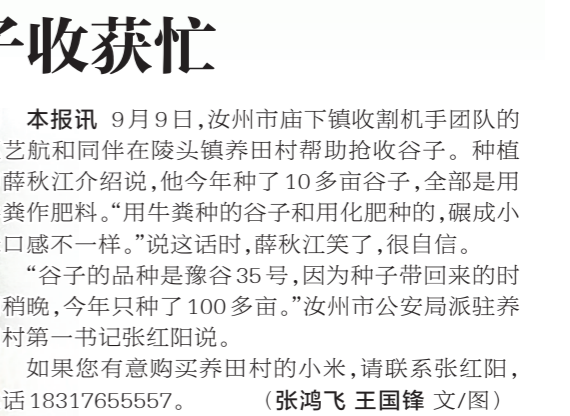 子收获忙
本报讯 9月9日,汝州市庙下镇收割机手团队的
艺航和同伴在陵头镇养田村帮助抢收谷子。种植
薛秋江介绍说,他今年种了10多亩谷子,全部是用
粪作肥料。“用牛粪种的谷子和用化肥种的,碾成小
口感不一样。”说这话时,薛秋江笑了,很自信。
“谷子的品种是豫谷35号,因为种子带回来的时
稍晚,今年只种了100多亩。”汝州市公安局派驻养
村第一书记张红阳说。
如果您有意购买养田村的小米,请联系张红阳,
话18317655557。 (张鸿飞 王国锋 文/图)